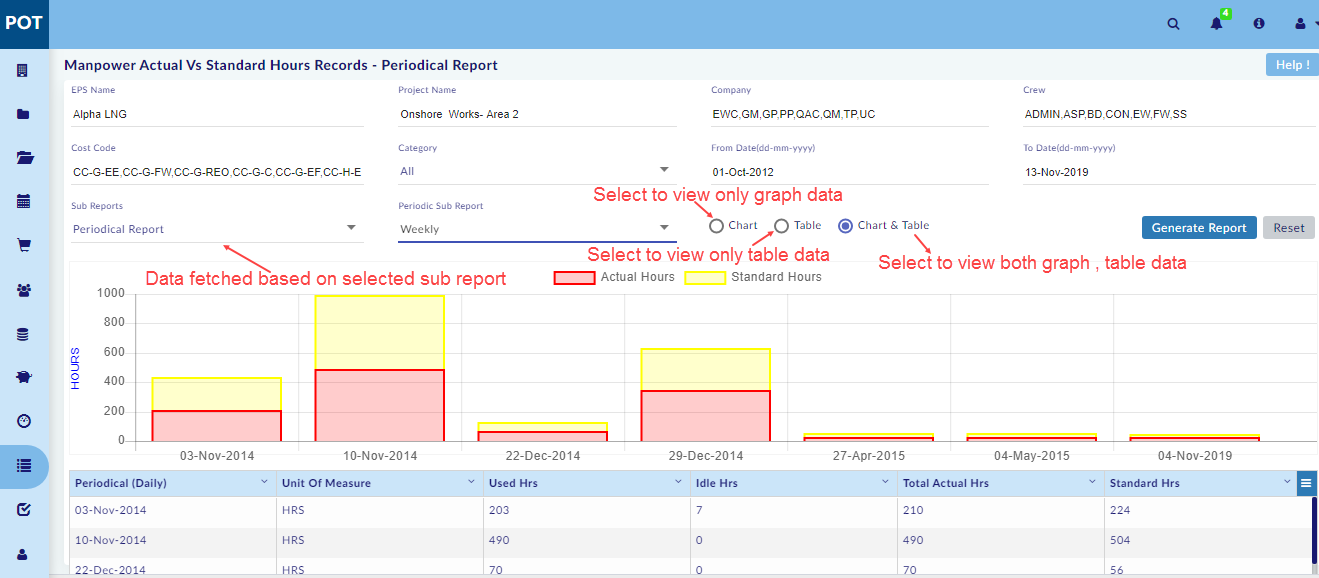 POT
4
Manpower Actual Vs Standard Hours Records - Periodical Report
Help !
EPS Name Project Name Company Crew
Alpha LNG Onshore Works- Area 2 EWC,GM,GP,PP,QAC,QM,TP,UC ADMIN,ASP,BD,CON,EW,FW,SS
Cost Code Category From Date(dd-mm-yyyy) To Date(dd-mm-yyyy)
CC-G-EE,CC-G-FW,CC-G-REO,CC-G-C,CC-G-EF,CC-H-E All 01-Oct-2012 13-Nov-2019
Select to view only graph data
Sub Reports Periodic Sub Report
Periodical Report Weekly Chart Table Chart & Table Generate Report Reset
Select to view only table data
Select to view both graph , table data
Data fetched based on selected sub report
Actual Hours Standard Hours
HOURS
1000
800
600
400
200
0
03-Nov-2014 10-Nov-2014 22-Dec-2014 29-Dec-2014 27-Apr-2015 04-May-2015 04-Nov-2019
Periodical (Daily) Unit Of Measure Used Hrs Idle Hrs Total Actual Hrs Standard Hrs
03-Nov-2014 HRS 203 7 210 224
10-Nov-2014 HRS 490 0 490 504
22-Dec-2014 HRS 70 0 70 56